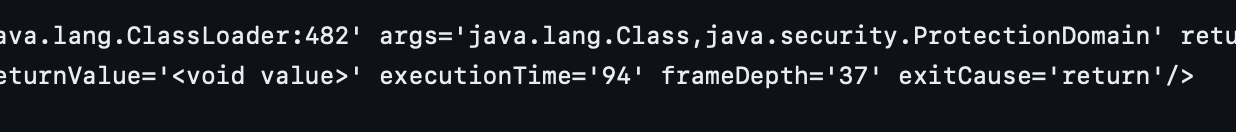 ava.lang.ClassLoader:482' args='java.lang.Class,java.security.ProtectionDomain' retu
eturnValue='<void value>' executionTime='94' frameDepth='37' exitCause='return'/>